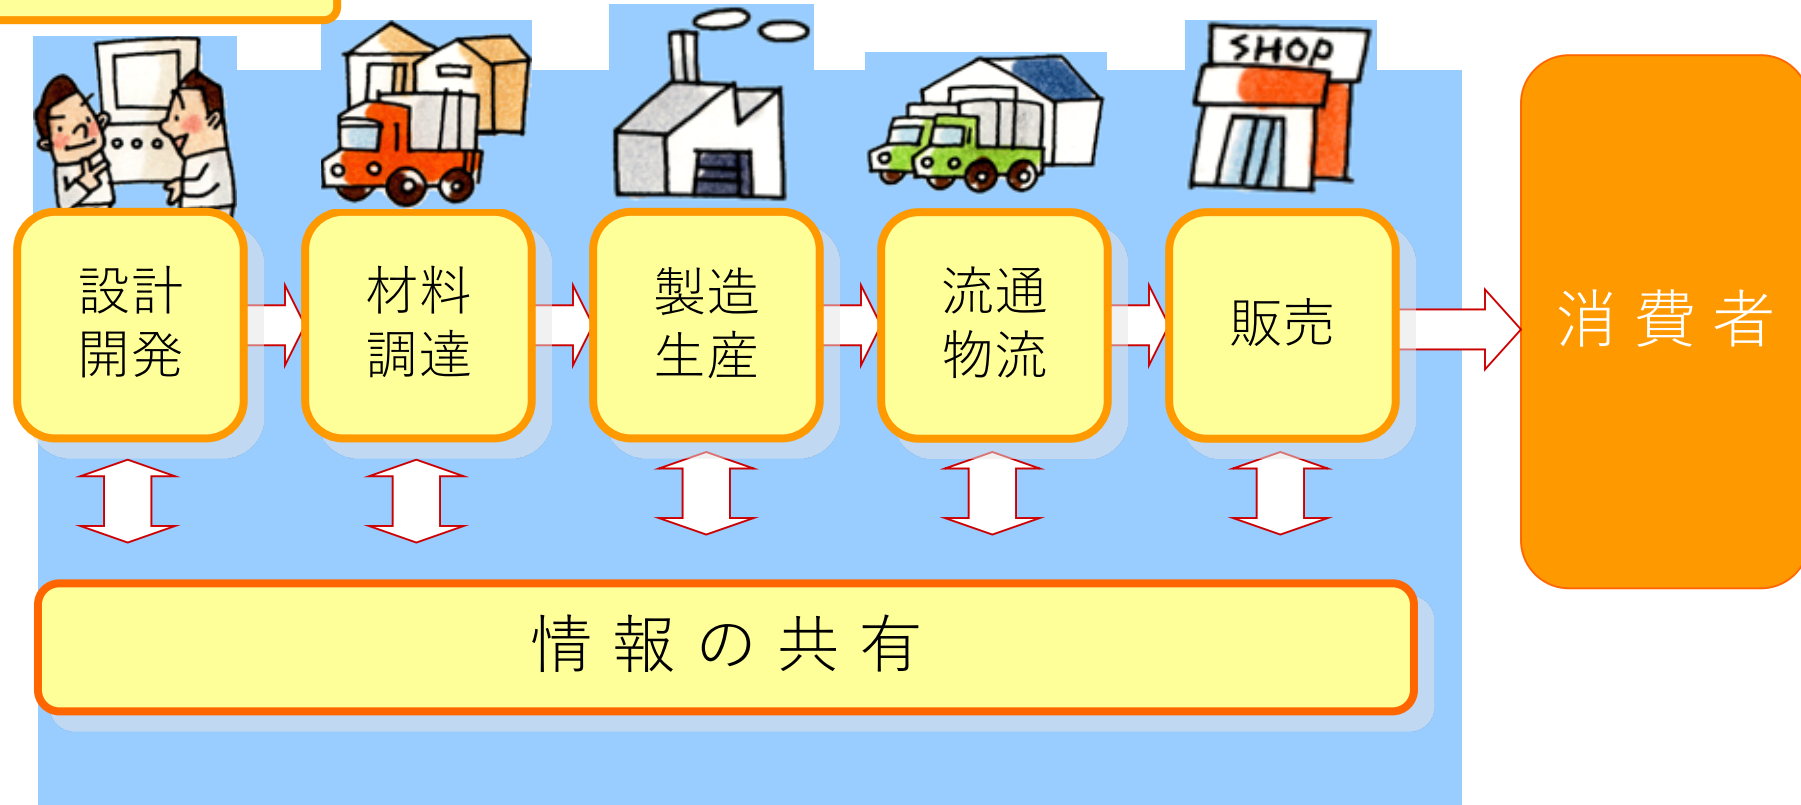 SHOP
設計
開発
材料
調達
製造
生産
流通
物流
販売
消費者
情報の共有